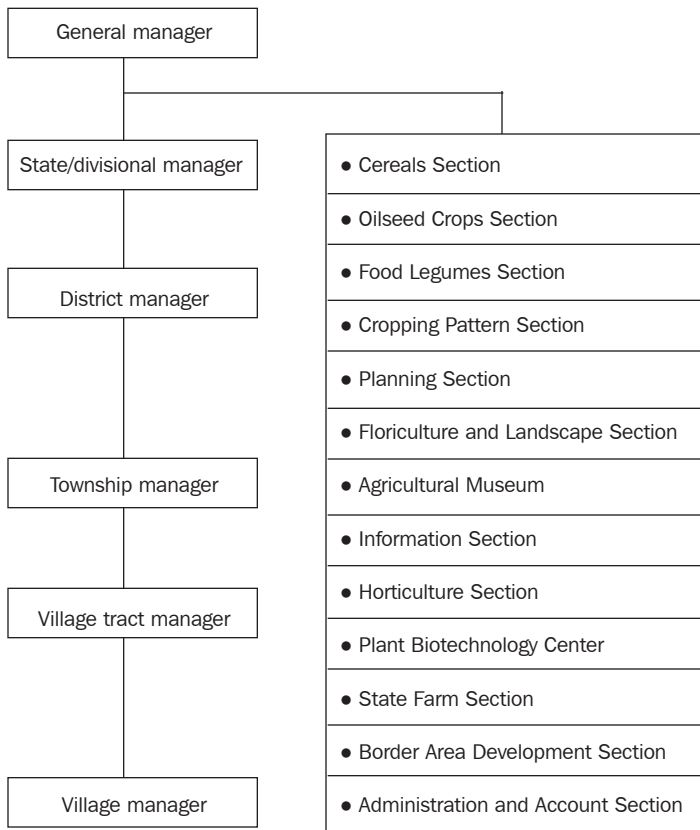 General manager
State/divisional manager
District manager
Township manager
Village tract manager
Village manager
● Cereals Section
● Oilseed Crops Section
● Food Legumes Section
● Cropping Pattern Section
● Planning Section
● Floriculture and Landscape Section
● Agricultural Museum
● Information Section
● Horticulture Section
● Plant Biotechnology Center
● State Farm Section
● Border Area Development Section
● Administration and Account Section